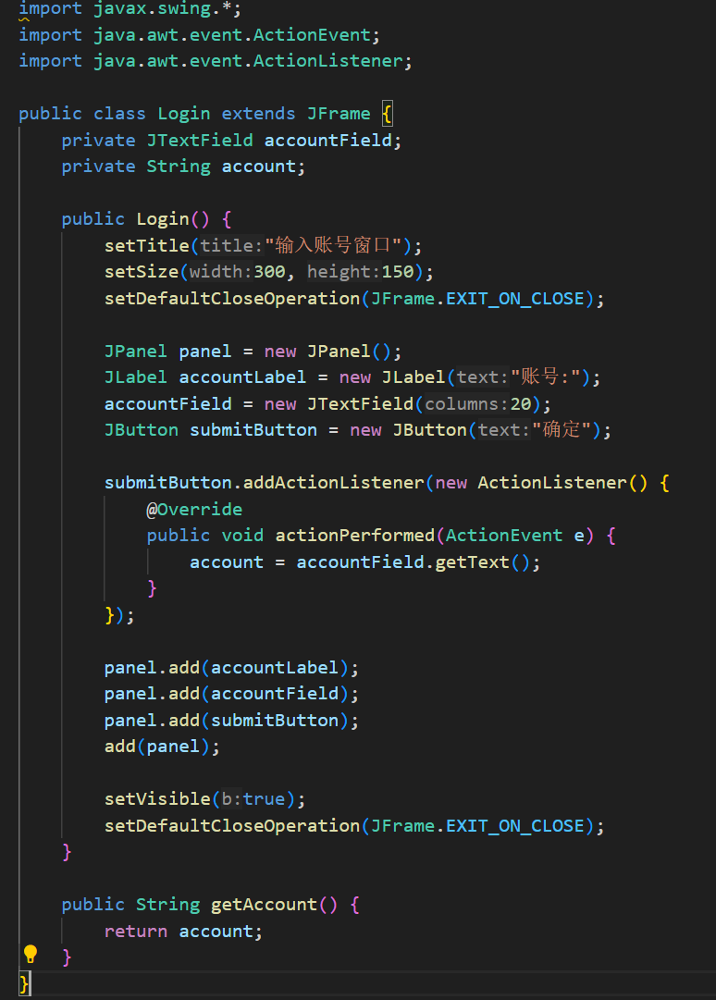 import javax.swing.*;
import java.awt.event.ActionEvent;
import java.awt.event.ActionListener;

public class Login extends JFrame {
    private JTextField accountField;
    private String account;

    public Login() {
        setTitle(title:"输入账号窗口");
        setSize(width:300, height:150);
        setDefaultCloseOperation(JFrame.EXIT_ON_CLOSE);

        JPanel panel = new JPanel();
        JLabel accountLabel = new JLabel(text:"账号:");
        accountField = new JTextField(columns:20);
        JButton submitButton = new JButton(text:"确定");

        submitButton.addActionListener(new ActionListener() {
            @Override
            public void actionPerformed(ActionEvent e) {
                account = accountField.getText();
            }
        });

        panel.add(accountLabel);
        panel.add(accountField);
        panel.add(submitButton);
        add(panel);

        setVisible(b:true);
        setDefaultCloseOperation(JFrame.EXIT_ON_CLOSE);
    }

    public String getAccount() {
        return account;
    }
}